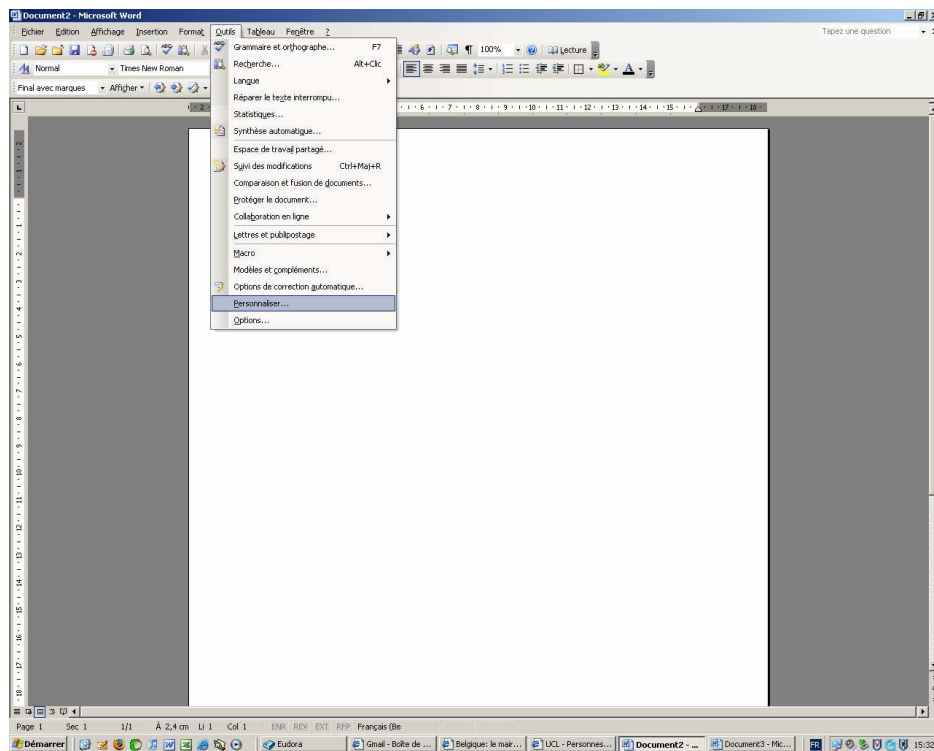 Document2 - Microsoft Word
Fichier Edition Affichage Insertion Format Outils Tableau Fenêtre ? Tapez une question
100% Lecture
Normal Times New Roman
Final avec marques Afficher
Grammaire et orthographe... F7
Recherche... Alt+Clic
Langue
Réparer le texte interrompu...
Statistiques...
Synthèse automatique...
Espace de travail partagé...
Suivi des modifications Ctrl+Maj+R
Comparaison et fusion de documents...
Protéger le document...
Collaboration en ligne
Lettres et publipostage
Macro
Modèles et compléments...
Options de correction automatique...
Personnaliser...
Options...
Page 1 Sec 1 1/1 À 2,4 cm Li 1 Col 1 ENR REV EXT RFP Français (Be
Démarrer Eudora Gmail - Boîte de ... Belgique: le mair... UCL - Personnes... Document2 - ... Document3 - Mic... FR 15:32